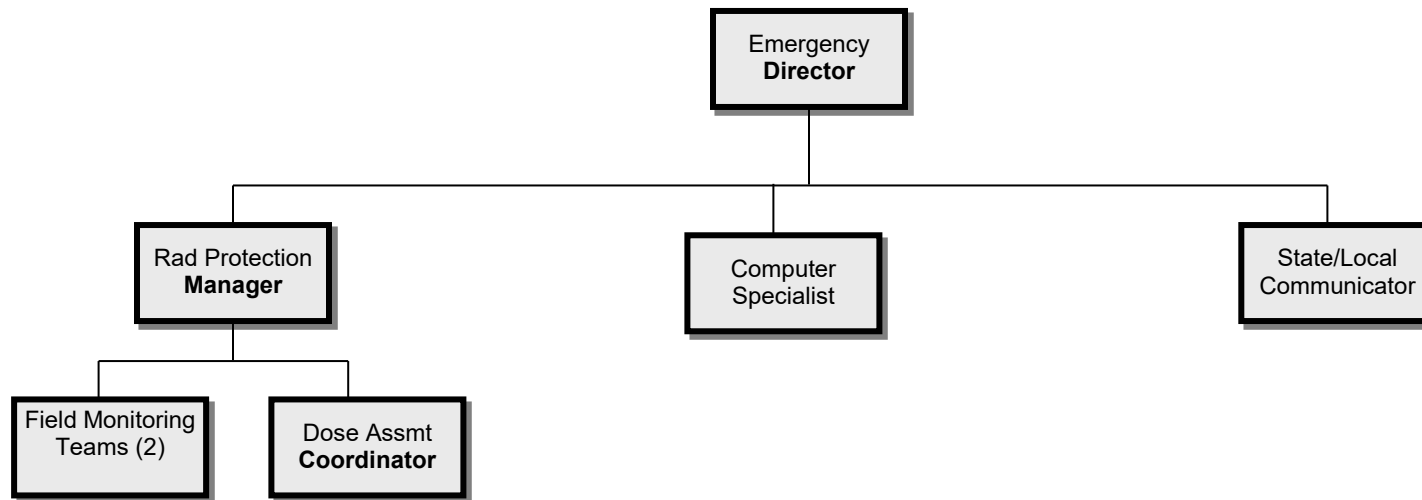 Emergency
Director
Rad Protection
Manager
Computer
Specialist
State/Local
Communicator
Field Monitoring
Teams (2)
Dose Assmt
Coordinator